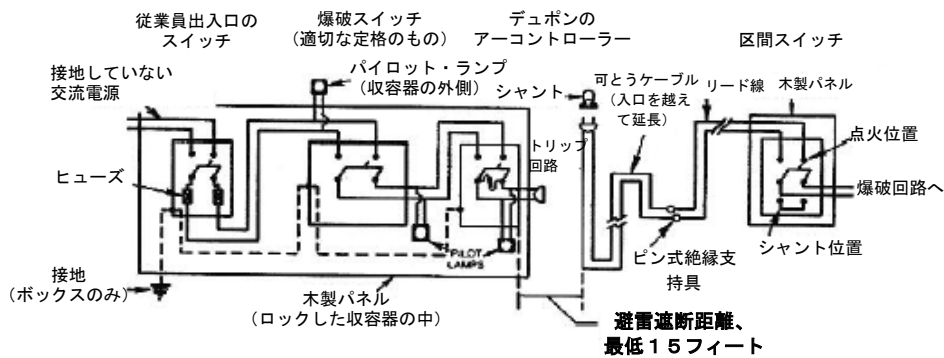 従業員出入口の
スイッチ
爆破スイッチ
（適切な定格のもの）
デュポンの
アーコントローラー
区間スイッチ
接地していない
交流電源
パイロット・ランプ
（収容器の外側）
シャント
可とうケーブル
（入口を越え
て延長）
リード線
木製パネル
トリップ
回路
点火位置
ヒューズ
爆破回路へ
シャント位置
PILOT
LAMPS
ピン式絶縁支
持具
接地
（ボックスのみ）
木製パネル
（ロックした収容器の中）
避雷遮断距離、
最低１５フィート